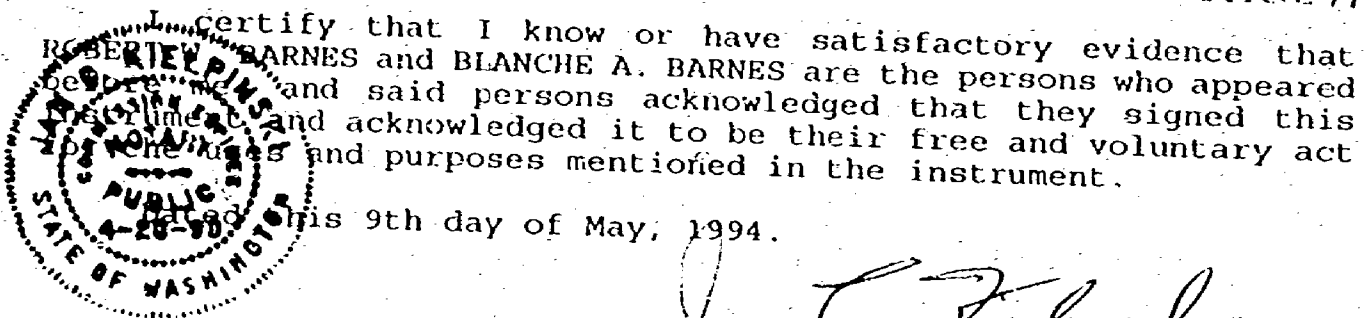 I certify that I know or have satisfactory evidence that
ROBERT W. BARNES and BLANCHE A. BARNES are the persons who appeared
before me, and said persons acknowledged that they signed this
instrument and acknowledged it to be their free and voluntary act
for the uses and purposes mentioned in the instrument.
Dated this 9th day of May, 1994.
NOTARY
PUBLIC
STATE OF WASHINGTON